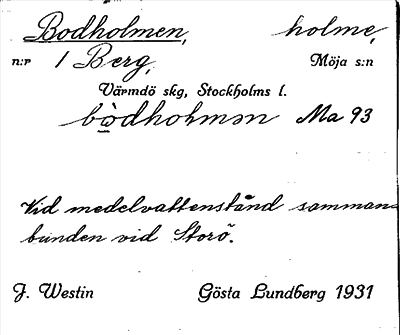 Bodholmen, holme,
n:r 1 Berg, Möja s:n
Värmdö skg, Stockholms l.
bòdholmən Ma 93
Vid medelvattenstånd samman-
bunden vid Storö.
J. Westin Gösta Lundberg 1931